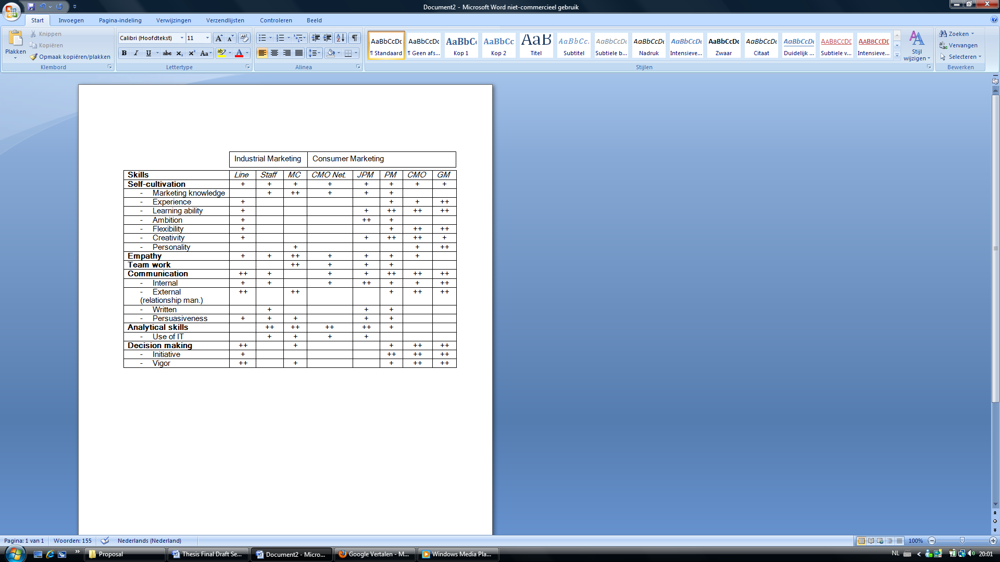 Document2 - Microsoft Word niet-commercieel gebruik
Start Invoegen Pagina-indeling Verwijzingen Verzendlijsten Controleren Beeld
Plakken
Knippen
Kopiëren
Opmaak kopiëren/plakken
Klembord
Calibri (Hoofdtekst) 11
B I U abc x₂ x² Aa
Lettertype
Alinea
AaBbCcDc AaBbCcDc AaBbC AaBbCc AaB AaBbCc. AaBbCcDc AaBbCcDc AaBbCcDc AaBbCcDc AaBbCcDc AaBbCcDc AaBbCcDc AaBbCcDc
¶ Standaard ¶ Geen afs... Kop 1 Kop 2 Titel Subtitel Subtiele b... Nadruk Intensieve... Zwaar Citaat Duidelijk ... Subtiele v... Intensieve...
Stijlen
Stijl wijzigen
Zoeken
Vervangen
Selecteren
Bewerken
Industrial Marketing Consumer Marketing
Skills Line Staff MC CMO Net. JPM PM CMO GM
Self-cultivation + + + + + + + +
- Marketing knowledge + ++ + + +
- Experience + + + ++
- Learning ability + + ++ ++ ++
- Ambition + ++ +
- Flexibility + + ++ ++
- Creativity + + ++ ++ +
- Personality + + ++
Empathy + + ++ + + + +
Team work ++ + + +
Communication ++ + + + ++ ++ ++
- Internal + + + ++ + + ++
- External ++ ++ + ++ ++
(relationship man.)
- Written + + +
- Persuasiveness + + + + +
Analytical skills ++ ++ ++ ++ +
- Use of IT + + + +
Decision making ++ + + ++ ++
- Initiative + ++ ++ ++
- Vigor ++ + + ++ ++
Pagina: 1 van 1 Woorden: 155 Nederlands (Nederland) 100%
Proposal Thesis Final Draft Se... Document2 - Micro... Google Vertalen - M... Windows Media Pla... NL 20:01